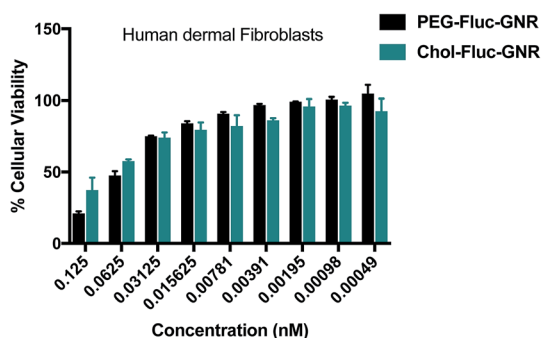 PEG-Fluc-GNR
Chol-Fluc-GNR
Human dermal Fibroblasts
% Cellular Viability
150
100
50
0
0.125
0.0625
0.03125
0.015625
0.00781
0.00391
0.00195
0.00098
0.00049
Concentration (nM)